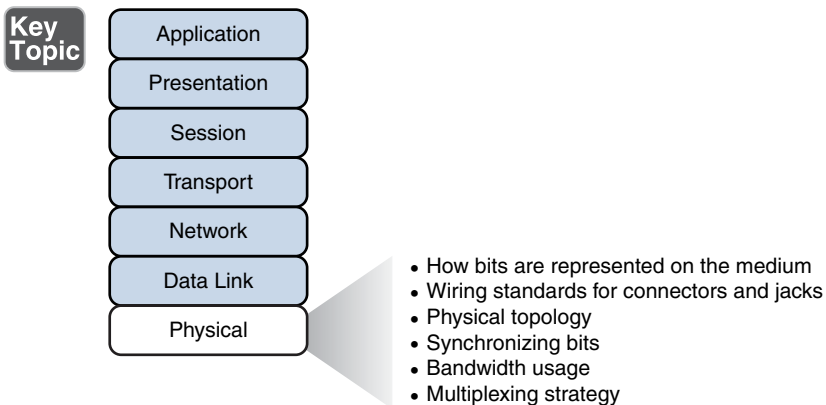 Key
Topic
Application
Presentation
Session
Transport
Network
Data Link
Physical
• How bits are represented on the medium
• Wiring standards for connectors and jacks
• Physical topology
• Synchronizing bits
• Bandwidth usage
• Multiplexing strategy